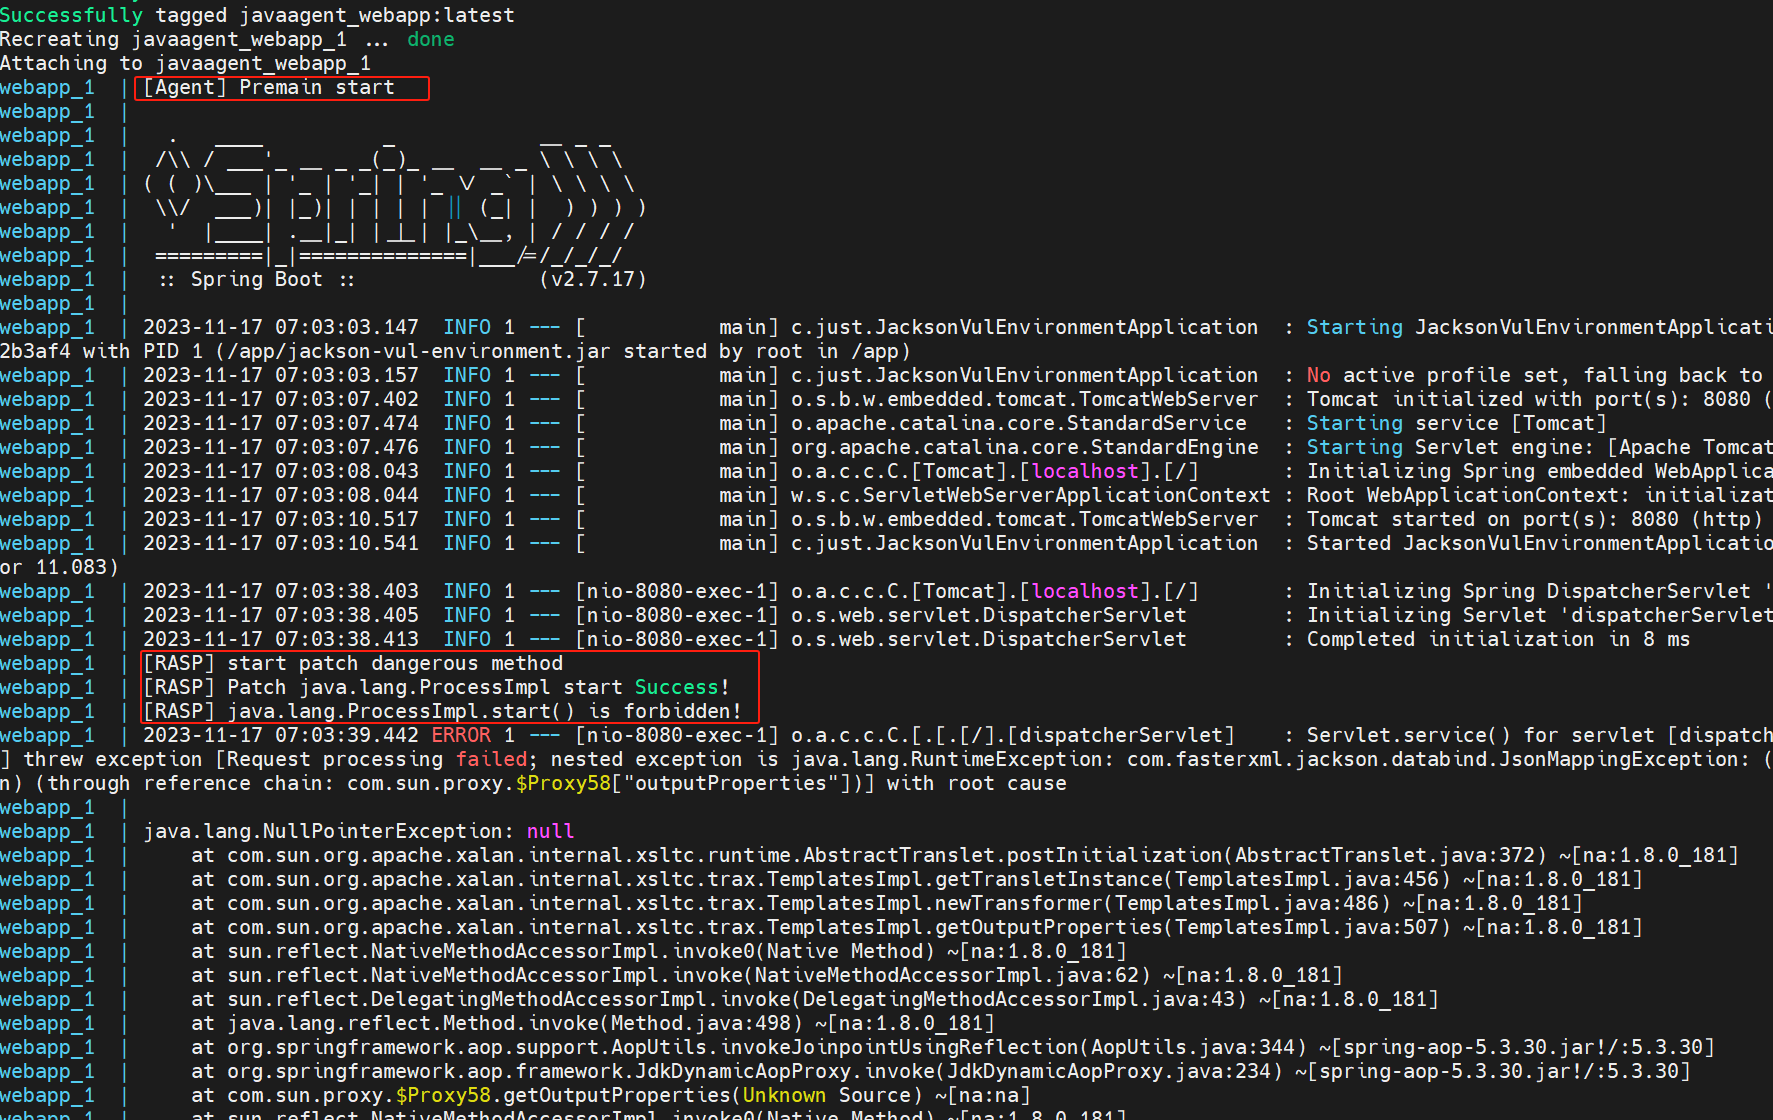 Successfully tagged javaagent_webapp:latest
Recreating javaagent_webapp_1 ... done
Attaching to javaagent_webapp_1
webapp_1  | [Agent] Premain start
webapp_1  |
webapp_1  |   .   ____          _            __ _ _
webapp_1  |  /\\ / ___'_ __ _ _(_)_ __  __ _ \ \ \ \
webapp_1  | ( ( )\___ | '_ | '_| | '_ \/ _` | \ \ \ \
webapp_1  |  \\/  ___)| |_)| | | | | || (_| |  ) ) ) )
webapp_1  |   '  |____| .__|_| |_|_| |_\__, | / / / /
webapp_1  |  =========|_|==============|___/=/_/_/_/
webapp_1  |  :: Spring Boot ::               (v2.7.17)
webapp_1  |
webapp_1  | 2023-11-17 07:03:03.147  INFO 1 --- [           main] c.just.JacksonVulEnvironmentApplication  : Starting JacksonVulEnvironmentApplicati
2b3af4 with PID 1 (/app/jackson-vul-environment.jar started by root in /app)
webapp_1  | 2023-11-17 07:03:03.157  INFO 1 --- [           main] c.just.JacksonVulEnvironmentApplication  : No active profile set, falling back to
webapp_1  | 2023-11-17 07:03:07.402  INFO 1 --- [           main] o.s.b.w.embedded.tomcat.TomcatWebServer  : Tomcat initialized with port(s): 8080 (
webapp_1  | 2023-11-17 07:03:07.474  INFO 1 --- [           main] o.apache.catalina.core.StandardService   : Starting service [Tomcat]
webapp_1  | 2023-11-17 07:03:07.476  INFO 1 --- [           main] org.apache.catalina.core.StandardEngine  : Starting Servlet engine: [Apache Tomcat
webapp_1  | 2023-11-17 07:03:08.043  INFO 1 --- [           main] o.a.c.c.C.[Tomcat].[localhost].[/]       : Initializing Spring embedded WebApplica
webapp_1  | 2023-11-17 07:03:08.044  INFO 1 --- [           main] w.s.c.ServletWebServerApplicationContext : Root WebApplicationContext: initializat
webapp_1  | 2023-11-17 07:03:10.517  INFO 1 --- [           main] o.s.b.w.embedded.tomcat.TomcatWebServer  : Tomcat started on port(s): 8080 (http)
webapp_1  | 2023-11-17 07:03:10.541  INFO 1 --- [           main] c.just.JacksonVulEnvironmentApplication  : Started JacksonVulEnvironmentApplicatio
or 11.083)
webapp_1  | 2023-11-17 07:03:38.403  INFO 1 --- [nio-8080-exec-1] o.a.c.c.C.[Tomcat].[localhost].[/]       : Initializing Spring DispatcherServlet '
webapp_1  | 2023-11-17 07:03:38.405  INFO 1 --- [nio-8080-exec-1] o.s.web.servlet.DispatcherServlet        : Initializing Servlet 'dispatcherServlet
webapp_1  | 2023-11-17 07:03:38.413  INFO 1 --- [nio-8080-exec-1] o.s.web.servlet.DispatcherServlet        : Completed initialization in 8 ms
webapp_1  | [RASP] start patch dangerous method
webapp_1  | [RASP] Patch java.lang.ProcessImpl start Success!
webapp_1  | [RASP] java.lang.ProcessImpl.start() is forbidden!
webapp_1  | 2023-11-17 07:03:39.442 ERROR 1 --- [nio-8080-exec-1] o.a.c.c.C.[.[.[/].[dispatcherServlet]    : Servlet.service() for servlet [dispatch
] threw exception [Request processing failed; nested exception is java.lang.RuntimeException: com.fasterxml.jackson.databind.JsonMappingException: (
n) (through reference chain: com.sun.proxy.$Proxy58["outputProperties"])] with root cause
webapp_1  |
webapp_1  | java.lang.NullPointerException: null
webapp_1  |     at com.sun.org.apache.xalan.internal.xsltc.runtime.AbstractTranslet.postInitialization(AbstractTranslet.java:372) ~[na:1.8.0_181]
webapp_1  |     at com.sun.org.apache.xalan.internal.xsltc.trax.TemplatesImpl.getTransletInstance(TemplatesImpl.java:456) ~[na:1.8.0_181]
webapp_1  |     at com.sun.org.apache.xalan.internal.xsltc.trax.TemplatesImpl.newTransformer(TemplatesImpl.java:486) ~[na:1.8.0_181]
webapp_1  |     at com.sun.org.apache.xalan.internal.xsltc.trax.TemplatesImpl.getOutputProperties(TemplatesImpl.java:507) ~[na:1.8.0_181]
webapp_1  |     at sun.reflect.NativeMethodAccessorImpl.invoke0(Native Method) ~[na:1.8.0_181]
webapp_1  |     at sun.reflect.NativeMethodAccessorImpl.invoke(NativeMethodAccessorImpl.java:62) ~[na:1.8.0_181]
webapp_1  |     at sun.reflect.DelegatingMethodAccessorImpl.invoke(DelegatingMethodAccessorImpl.java:43) ~[na:1.8.0_181]
webapp_1  |     at java.lang.reflect.Method.invoke(Method.java:498) ~[na:1.8.0_181]
webapp_1  |     at org.springframework.aop.support.AopUtils.invokeJoinpointUsingReflection(AopUtils.java:344) ~[spring-aop-5.3.30.jar!/:5.3.30]
webapp_1  |     at org.springframework.aop.framework.JdkDynamicAopProxy.invoke(JdkDynamicAopProxy.java:234) ~[spring-aop-5.3.30.jar!/:5.3.30]
webapp_1  |     at com.sun.proxy.$Proxy58.getOutputProperties(Unknown Source) ~[na:na]
webapp_1  |     at sun.reflect.NativeMethodAccessorImpl.invoke0(Native Method) ~[na:1.8.0_181]